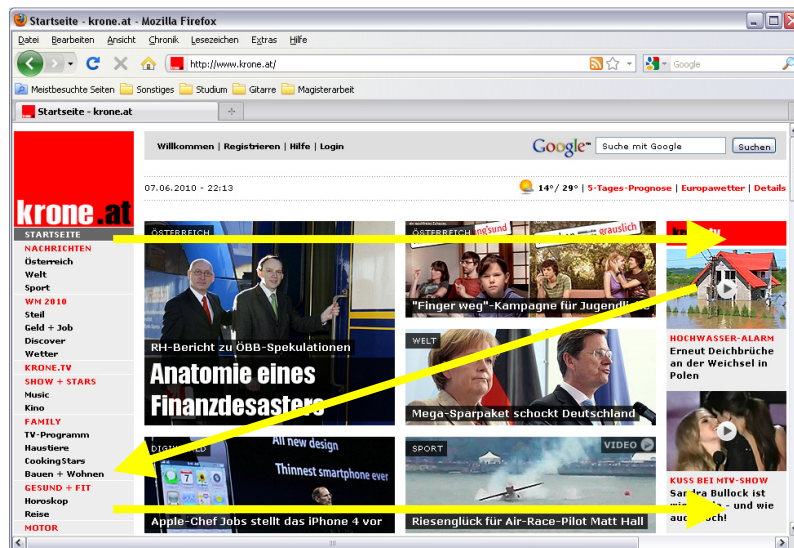 Startseite - krone.at - Mozilla Firefox
Datei Bearbeiten Ansicht Chronik Lesezeichen Extras Hilfe
http://www.krone.at/
Google
Meistbesuchte Seiten Sonstiges Studium Gitarre Magisterarbeit
Startseite - krone.at
krone.at
Willkommen | Registrieren | Hilfe | Login
Google™ Suche mit Google Suchen
07.06.2010 - 22:13
14°/ 29° | 5-Tages-Prognose | Europawetter | Details
STARTSEITE
NACHRICHTEN
Österreich
Welt
Sport
WM 2010
Steil
Geld + Job
Discover
Wetter
KRONE.TV
SHOW + STARS
Music
Kino
FAMILY
TV-Programm
Haustiere
CookingStars
Bauen + Wohnen
GESUND + FIT
Horoskop
Reise
MOTOR
ÖSTERREICH
RH-Bericht zu ÖBB-Spekulationen
Anatomie eines
Finanzdesasters
ÖSTERREICH
grauslich
"Finger weg"-Kampagne für Jugendliche
WELT
Mega-Sparpaket schockt Deutschland
All new design
Thinnest smartphone ever
Apple-Chef Jobs stellt das iPhone 4 vor
SPORT
VIDEO
Riesenglück für Air-Race-Pilot Matt Hall
HOCHWASSER-ALARM
Erneut Deichbrüche
an der Weichsel in
Polen
KUSS BEI MTV-SHOW
Sandra Bullock ist
- und wie